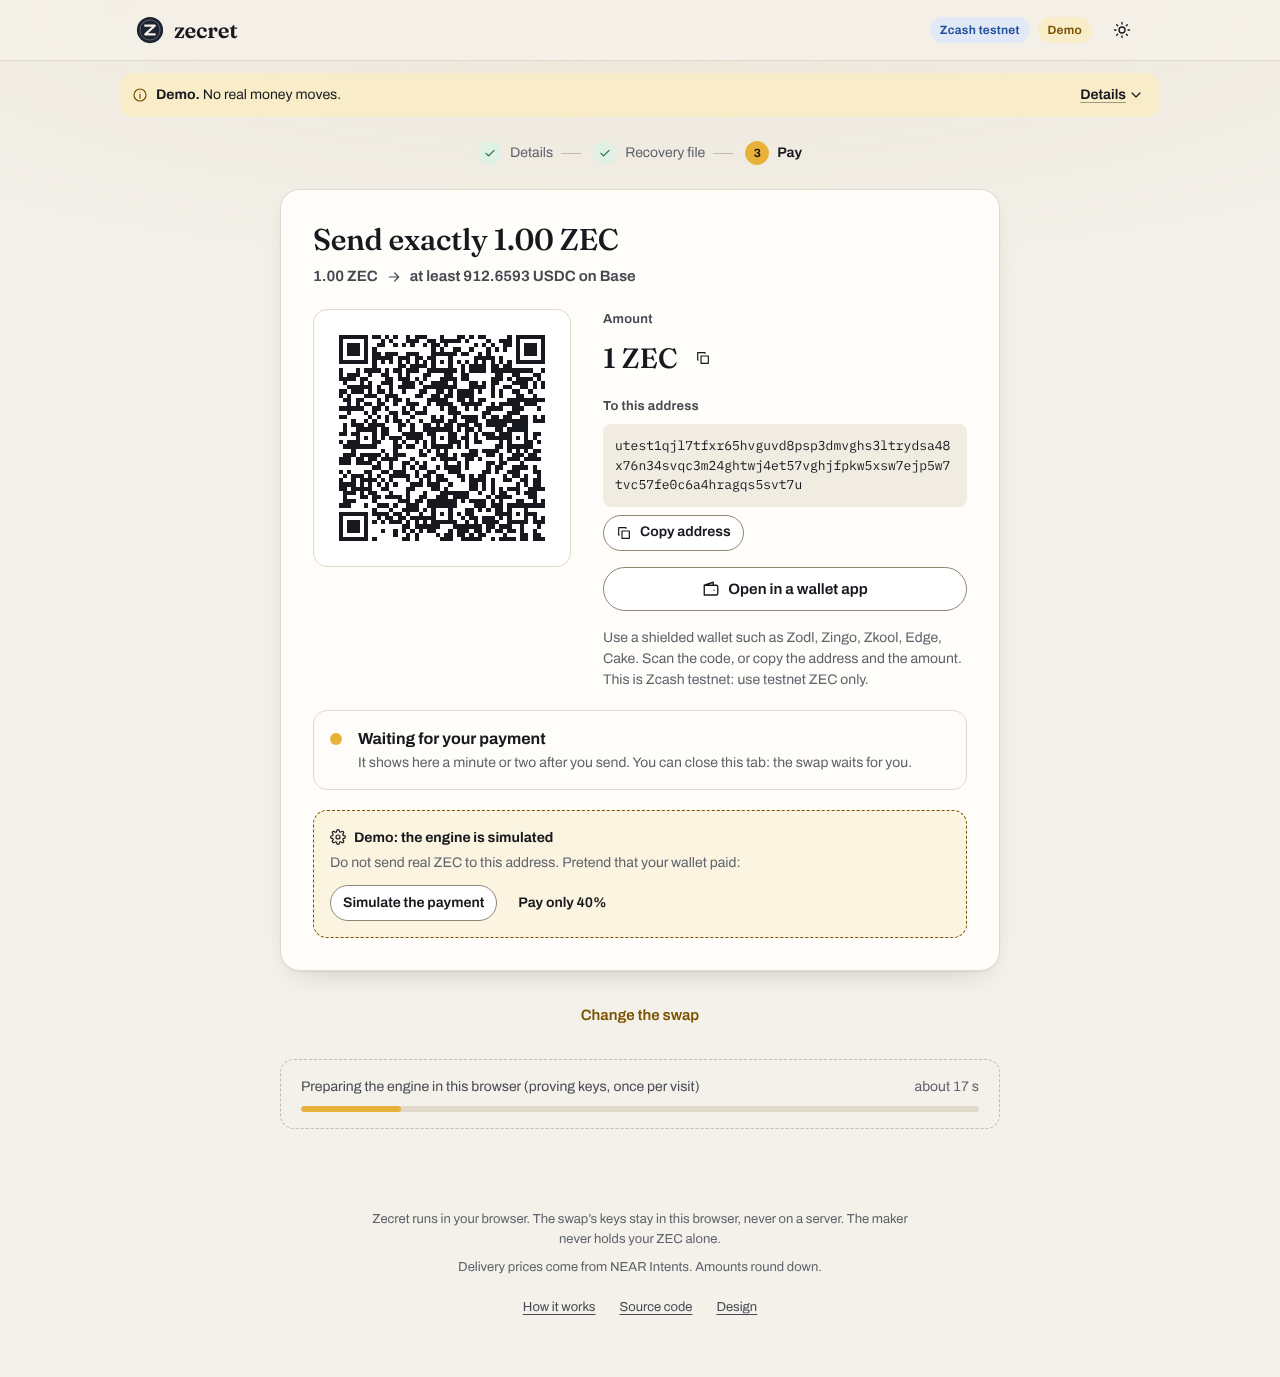 zecret
Zcash testnet
Demo
Demo. No real money moves.
Details
Details
Recovery file
3
Pay
Send exactly 1.00 ZEC
1.00 ZEC → at least 912.6593 USDC on Base
Amount
1 ZEC
To this address
utest1qjl7tfxr65hvguvd8psp3dmvghs3ltrydsa48
x76n34svqc3m24ghtwj4et57vghjfpkw5xsw7ejp5w7
tvc57fe0c6a4hragqs5svt7u
Copy address
Open in a wallet app
Use a shielded wallet such as Zodl, Zingo, Zkool, Edge,
Cake. Scan the code, or copy the address and the amount.
This is Zcash testnet: use testnet ZEC only.
Waiting for your payment
It shows here a minute or two after you send. You can close this tab: the swap waits for you.
Demo: the engine is simulated
Do not send real ZEC to this address. Pretend that your wallet paid:
Simulate the payment
Pay only 40%
Change the swap
Preparing the engine in this browser (proving keys, once per visit)
about 17 s
Zecret runs in your browser. The swap’s keys stay in this browser, never on a server. The maker
never holds your ZEC alone.
Delivery prices come from NEAR Intents. Amounts round down.
How it works
Source code
Design